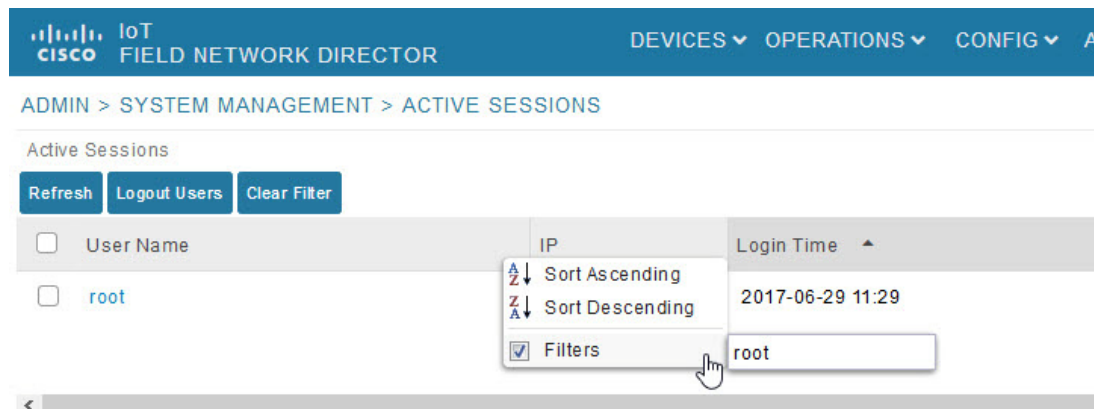 IoT
CISCO FIELD NETWORK DIRECTOR DEVICES OPERATIONS CONFIG A
ADMIN > SYSTEM MANAGEMENT > ACTIVE SESSIONS
Active Sessions
Refresh Logout Users Clear Filter
User Name IP Login Time
Sort Ascending
root 2017-06-29 11:29
Sort Descending
Filters root